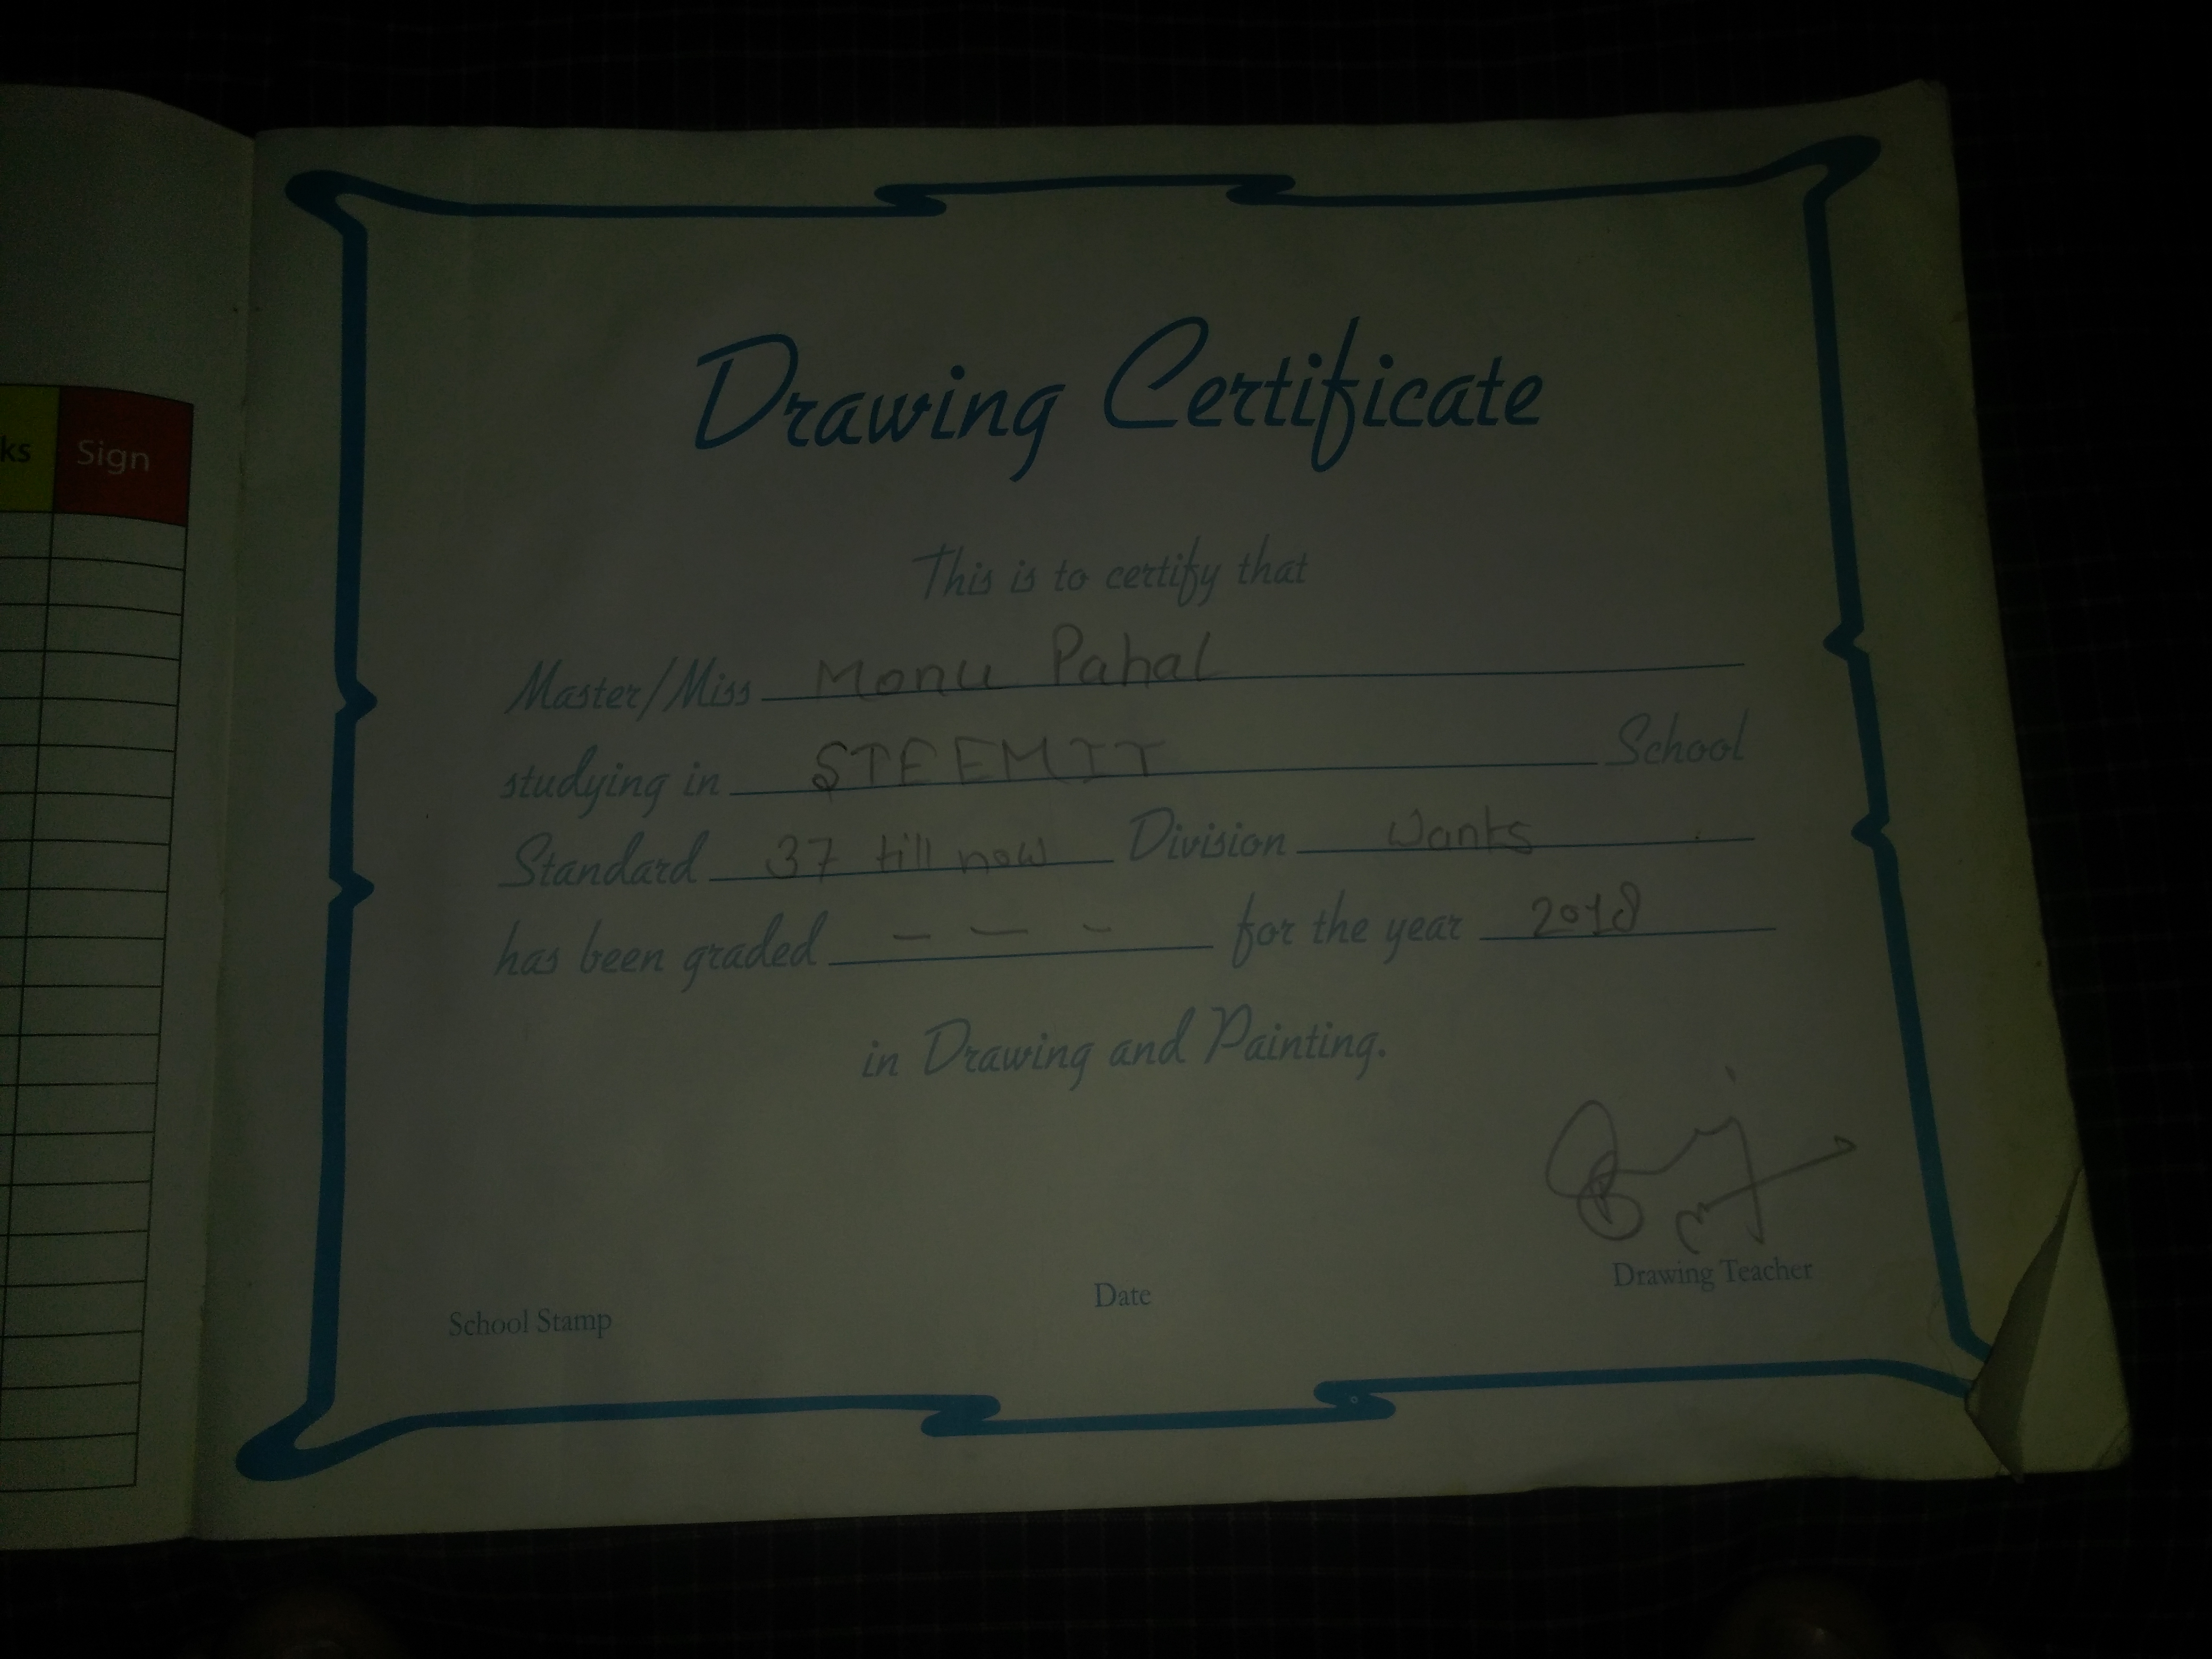 ks Sign
Drawing Certificate
This is to certify that
Master/Miss Monu Pahal
studying in STEEMIT School
Standard 37 till now Division Wants
has been graded - - - for the year 2018
in Drawing and Painting.
Drawing Teacher
Date
School Stamp